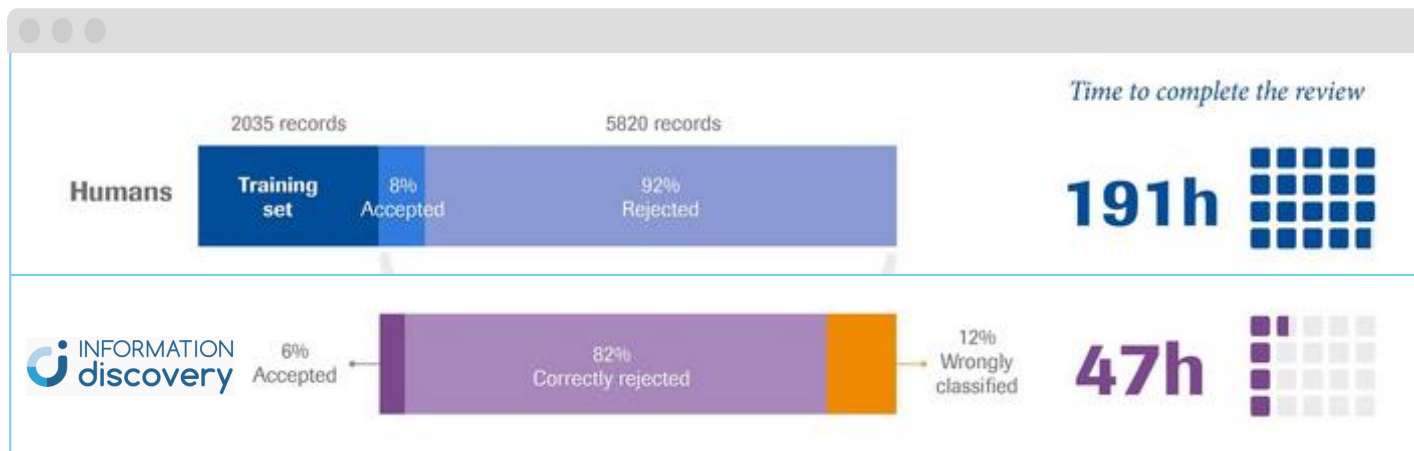 Time to complete the review
2035 records
5820 records
Humans
Training
set
8%
Accepted
92%
Rejected
191h
INFORMATION
discovery
6%
Accepted
82%
Correctly rejected
12%
Wrongly
classified
47h